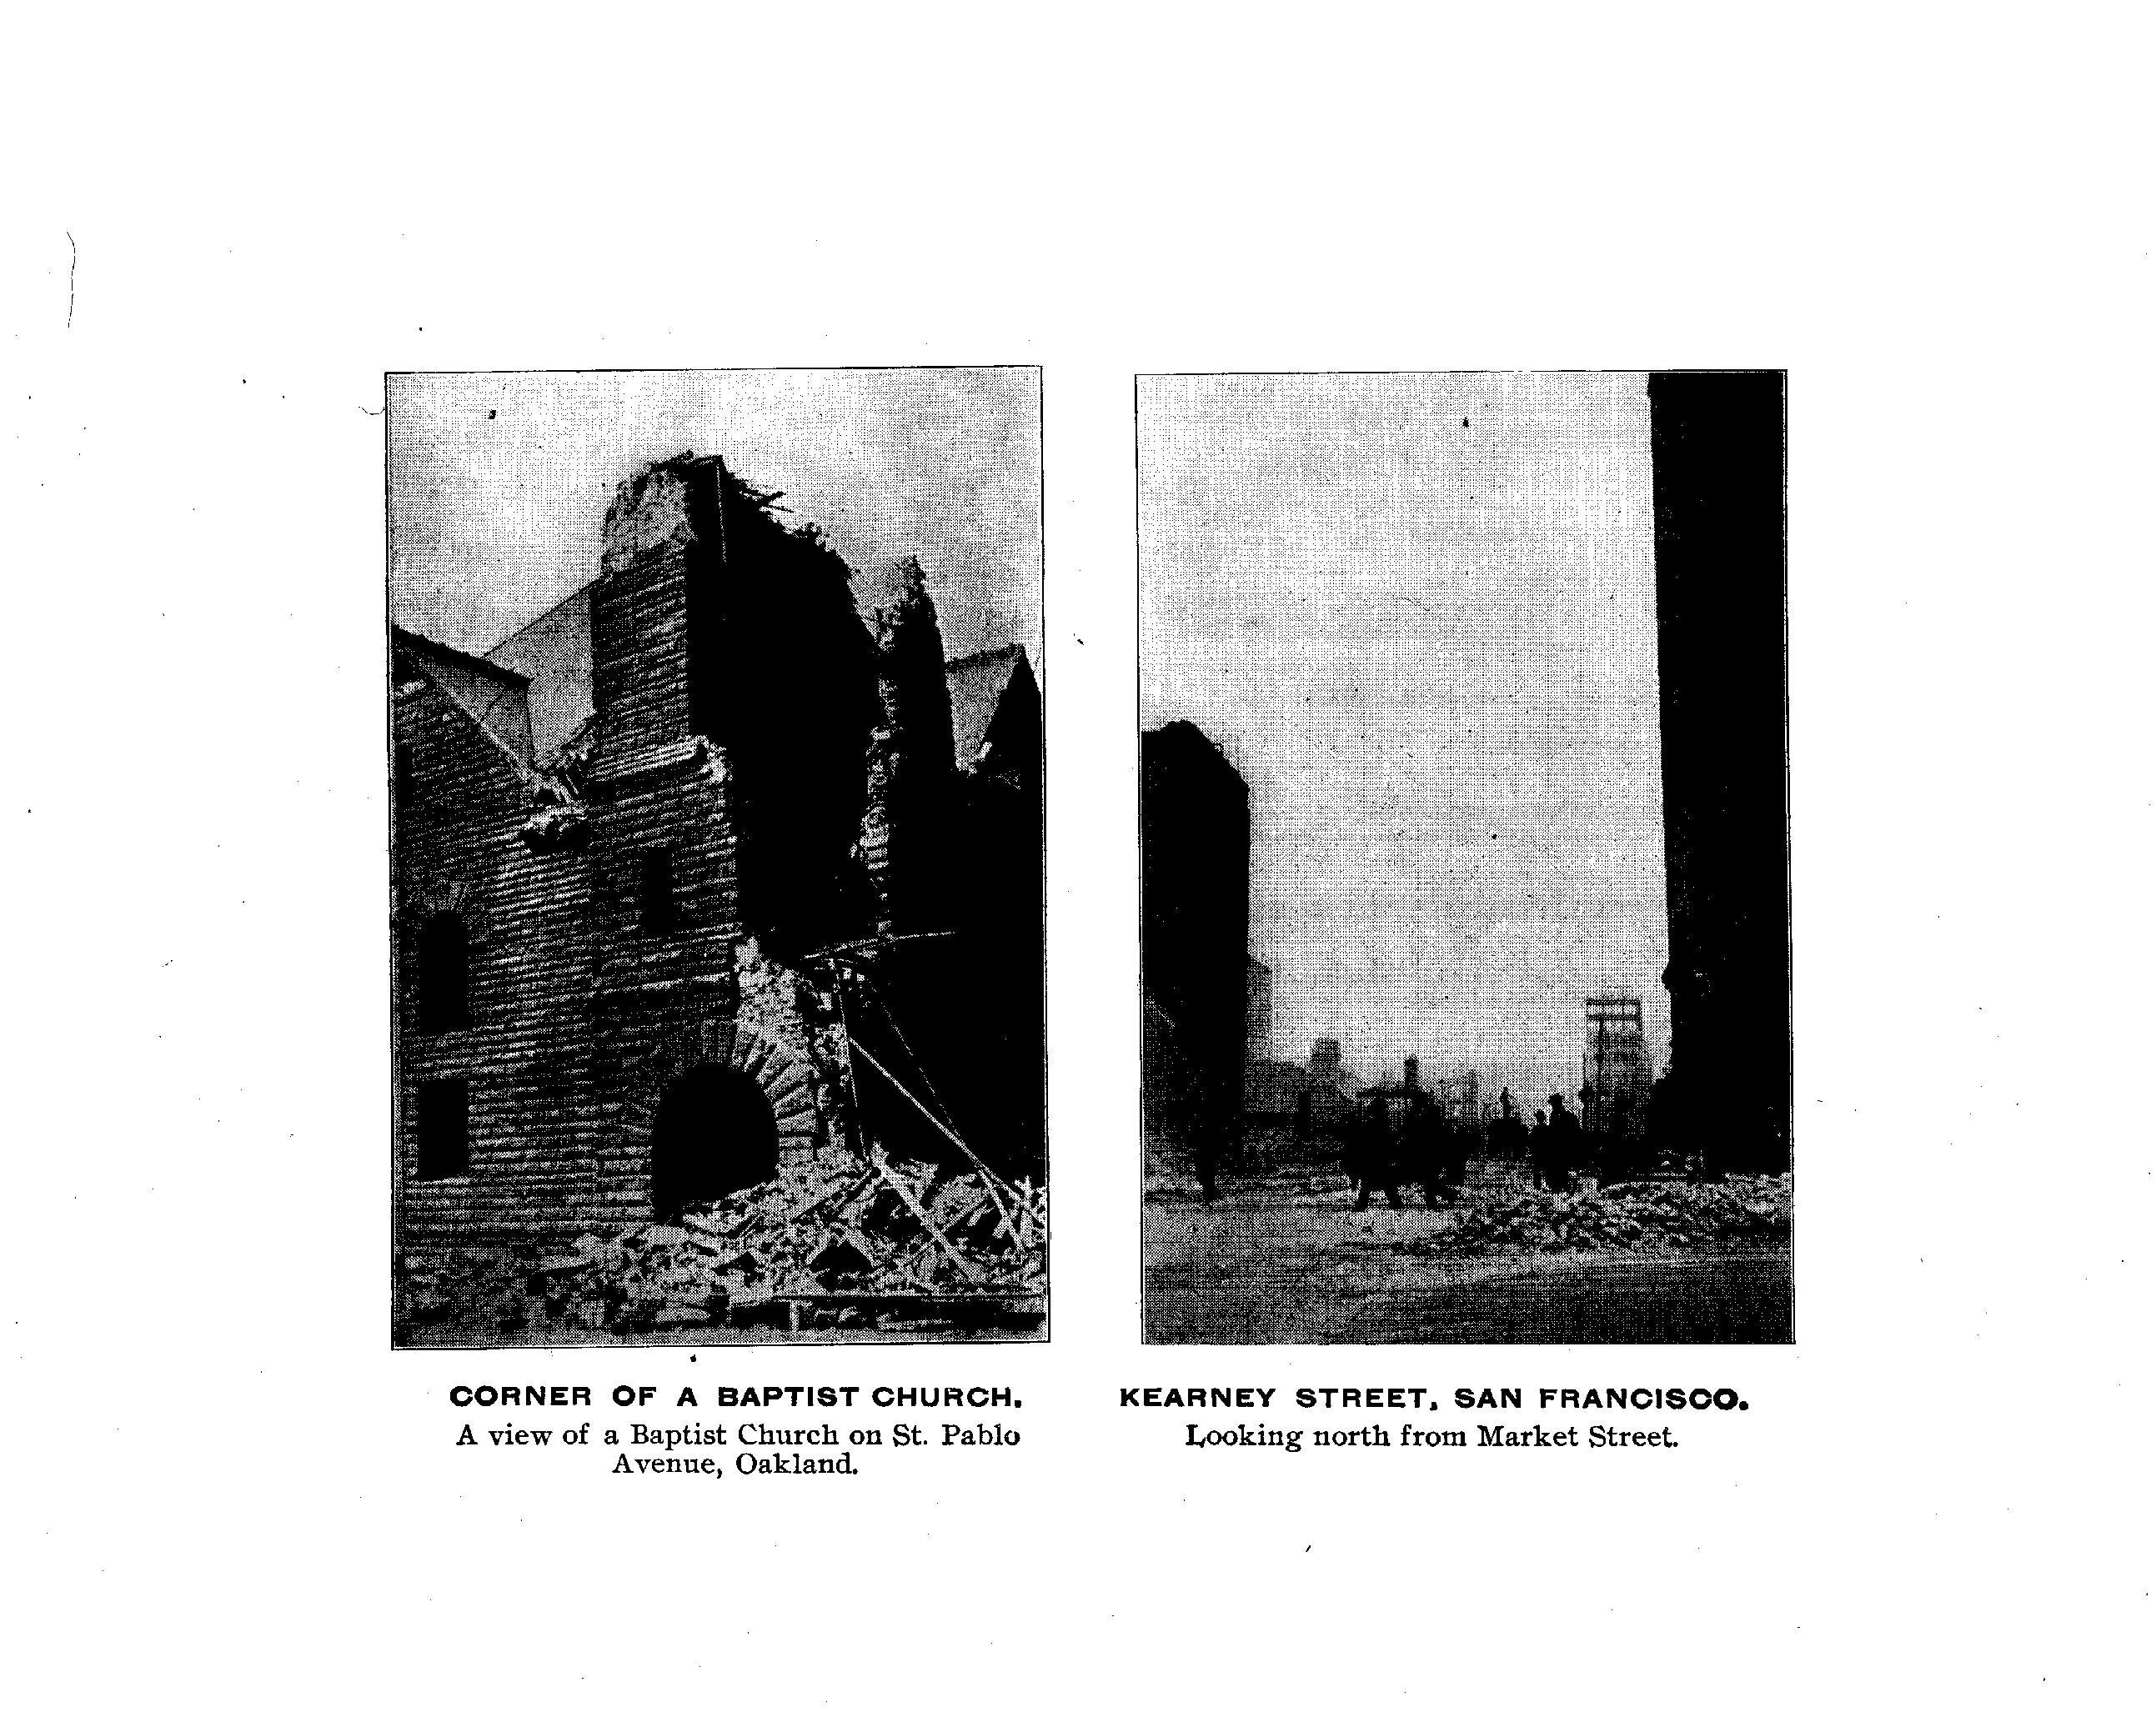 CORNER OF A BAPTIST CHURCH.
A view of a Baptist Church on St. Pablo
Avenue, Oakland.
KEARNEY STREET, SAN FRANCISCO.
Looking north from Market Street.